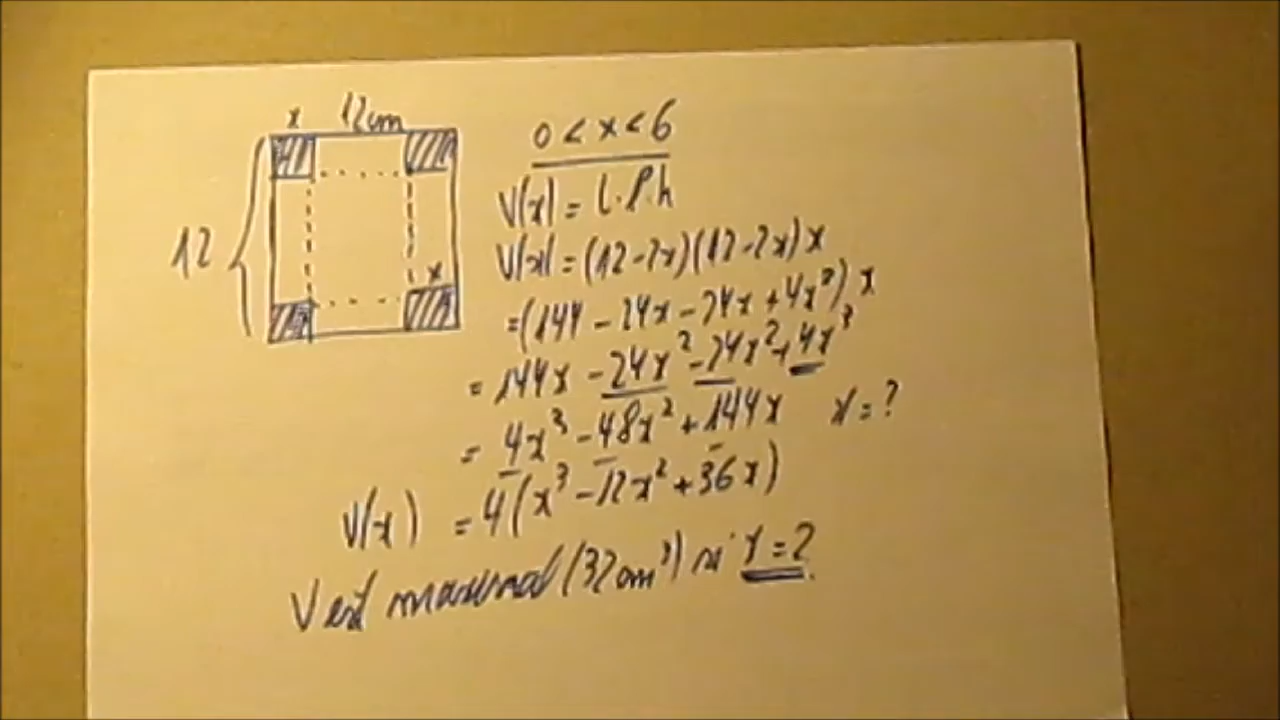 x 12cm
12
x
0 < x < 6
V(x) = l.P.h
V(x) = (12-2x)(12-2x)x
=(144 - 24x - 24x + 4x²).x
= 144x - 24x² - 24x² + 4x³
= 4x³ - 48x² + 144x x = ?
V(x) = 4(x³ - 12x² + 36x)
V est maximal (32cm³) si x = 2.